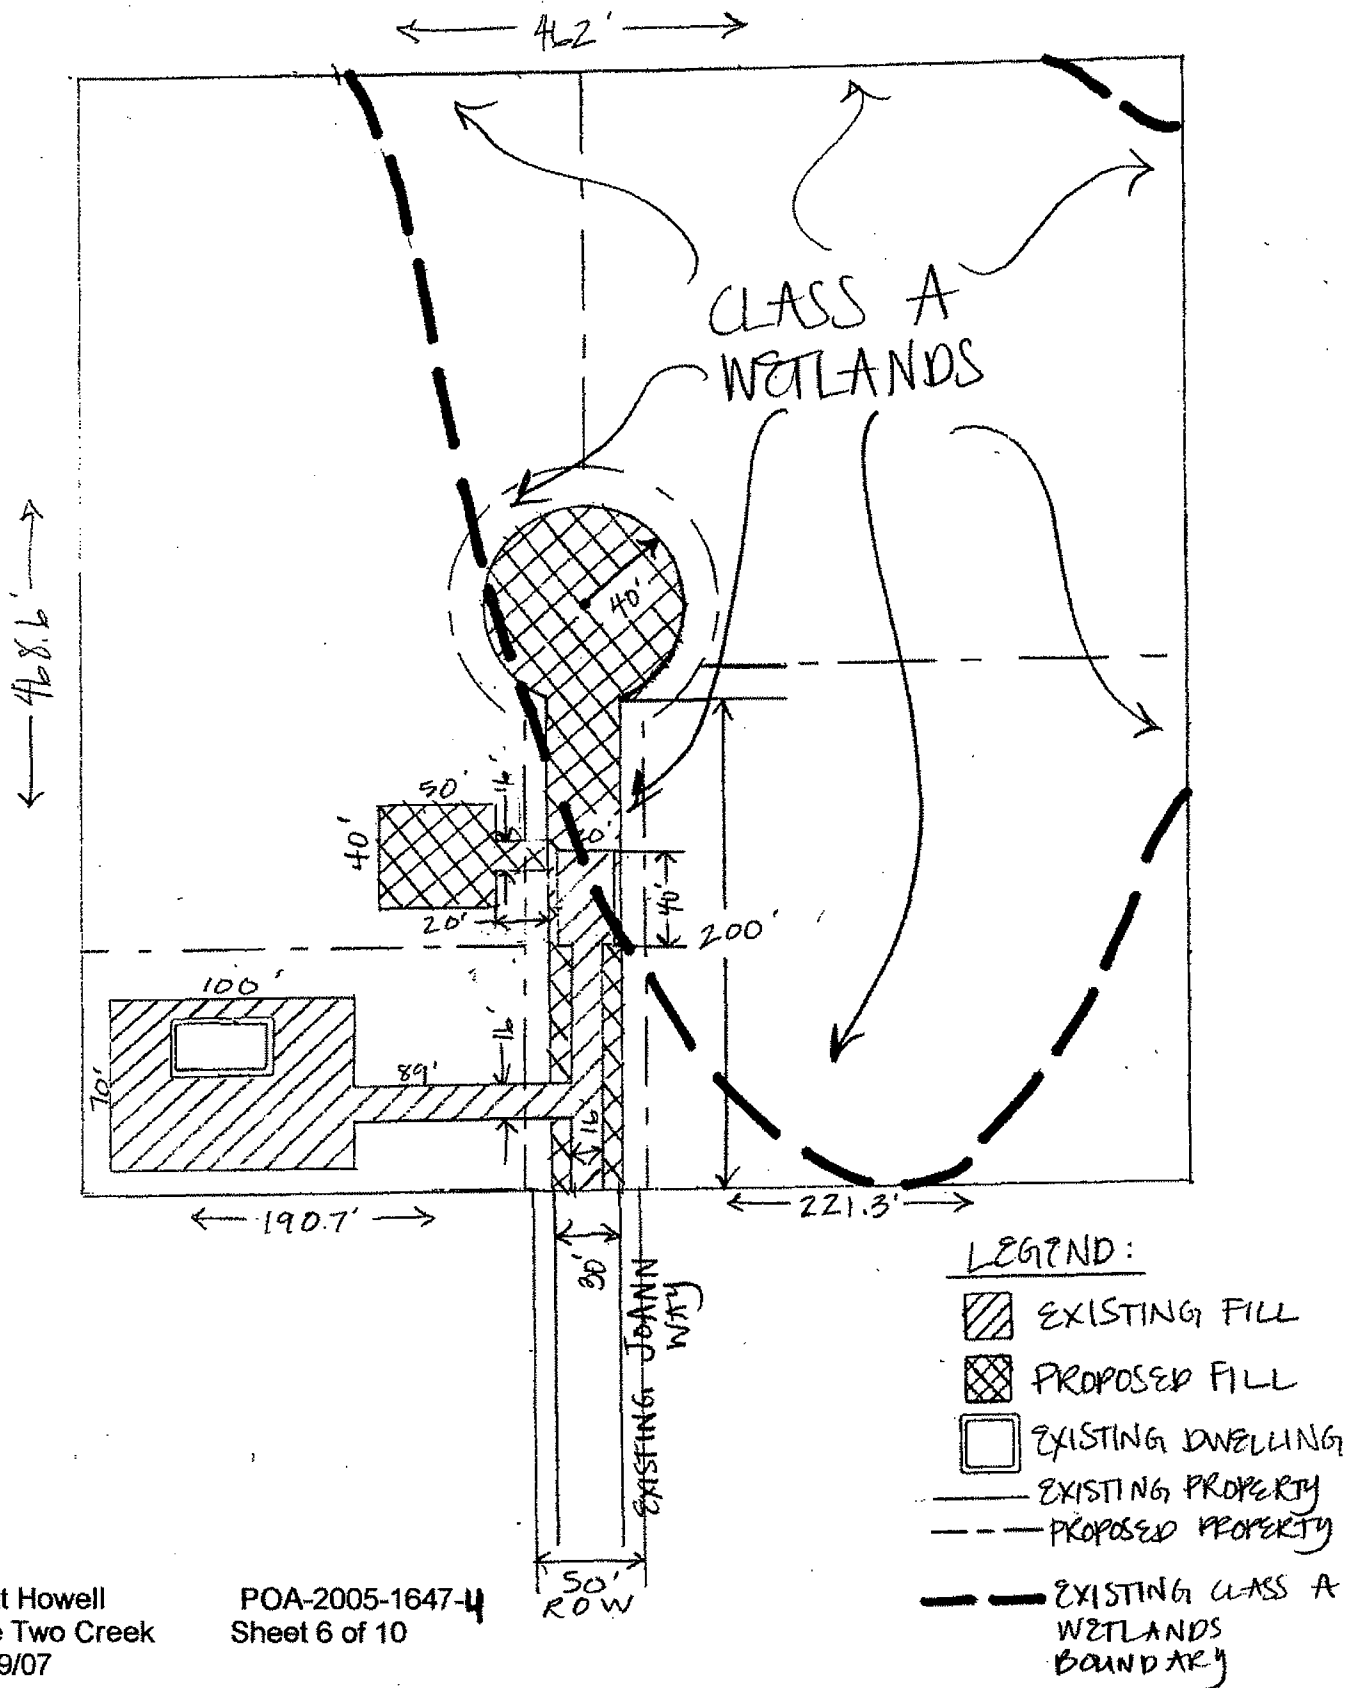 462'
CLASS A
WETLANDS
468.6'
40'
50'
16'
40'
40'
20'
200'
100'
70'
89'
16'
16
190.7'
221.3'
30'
EXISTING JOANN
WAY
50'
ROW
LEGEND:
EXISTING FILL
PROPOSED FILL
EXISTING DWELLING
EXISTING PROPERTY
PROPOSED PROPERTY
EXISTING CLASS A
WETLANDS
BOUNDARY
t Howell POA-2005-1647-4
Two Creek Sheet 6 of 10
9/07